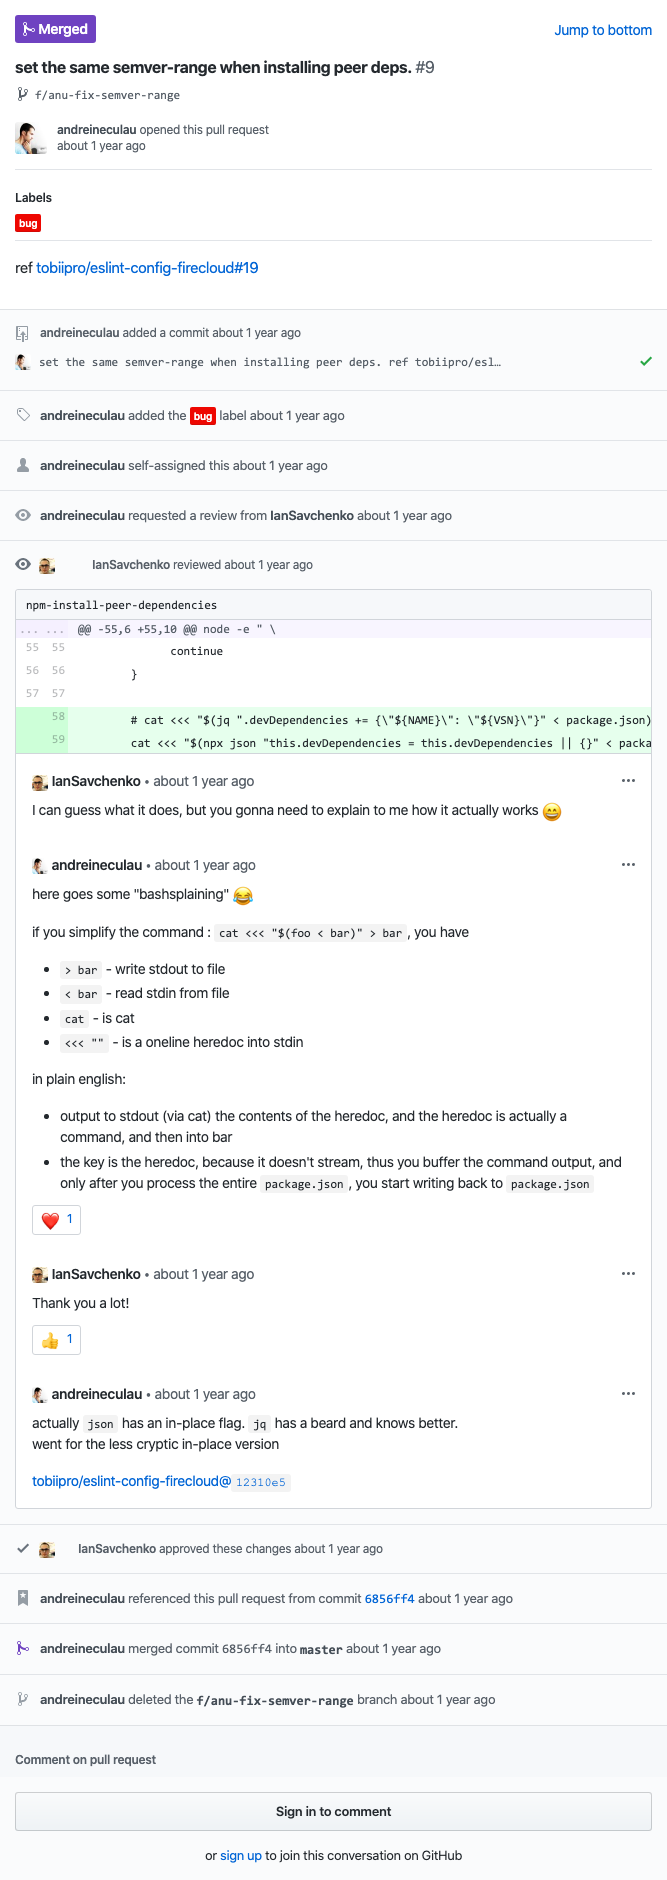 Merged
Jump to bottom
set the same semver-range when installing peer deps. #9
f/anu-fix-semver-range
andreineculau opened this pull request
about 1 year ago
Labels
bug
ref tobiipro/eslint-config-firecloud#19
andreineculau added a commit about 1 year ago
set the same semver-range when installing peer deps. ref tobiipro/esl…
andreineculau added the bug label about 1 year ago
andreineculau self-assigned this about 1 year ago
andreineculau requested a review from IanSavchenko about 1 year ago
IanSavchenko reviewed about 1 year ago
npm-install-peer-dependencies
... ... @@ -55,6 +55,10 @@ node -e " \
55 55 continue
56 56 }
57 57
58 # cat <<< "$(jq ".devDependencies += {\"${NAME}\": \"${VSN}\"}" < package.json)
59 cat <<< "$(npx json "this.devDependencies = this.devDependencies || {}" < packa
IanSavchenko • about 1 year ago
I can guess what it does, but you gonna need to explain to me how it actually works 😄
andreineculau • about 1 year ago
here goes some "bashsplaining" 😂
if you simplify the command : cat <<< "$(foo < bar)" > bar , you have
• > bar - write stdout to file
• < bar - read stdin from file
• cat - is cat
• <<< "" - is a oneline heredoc into stdin
in plain english:
• output to stdout (via cat) the contents of the heredoc, and the heredoc is actually a
command, and then into bar
• the key is the heredoc, because it doesn't stream, thus you buffer the command output, and
only after you process the entire package.json , you start writing back to package.json
❤️ 1
IanSavchenko • about 1 year ago
Thank you a lot!
👍 1
andreineculau • about 1 year ago
actually json has an in-place flag. jq has a beard and knows better.
went for the less cryptic in-place version
tobiipro/eslint-config-firecloud@12310e5
IanSavchenko approved these changes about 1 year ago
andreineculau referenced this pull request from commit 6856ff4 about 1 year ago
andreineculau merged commit 6856ff4 into master about 1 year ago
andreineculau deleted the f/anu-fix-semver-range branch about 1 year ago
Comment on pull request
Sign in to comment
or sign up to join this conversation on GitHub